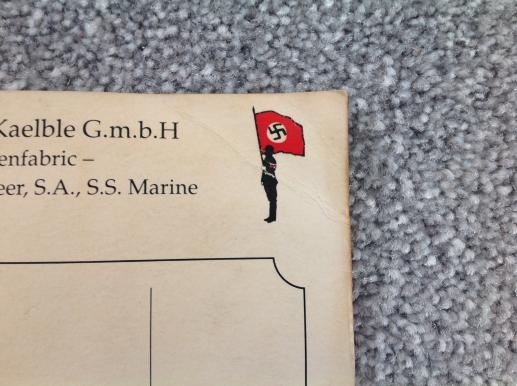 Kaelble G.m.b.H
enfabric –
eer, S.A., S.S. Marine